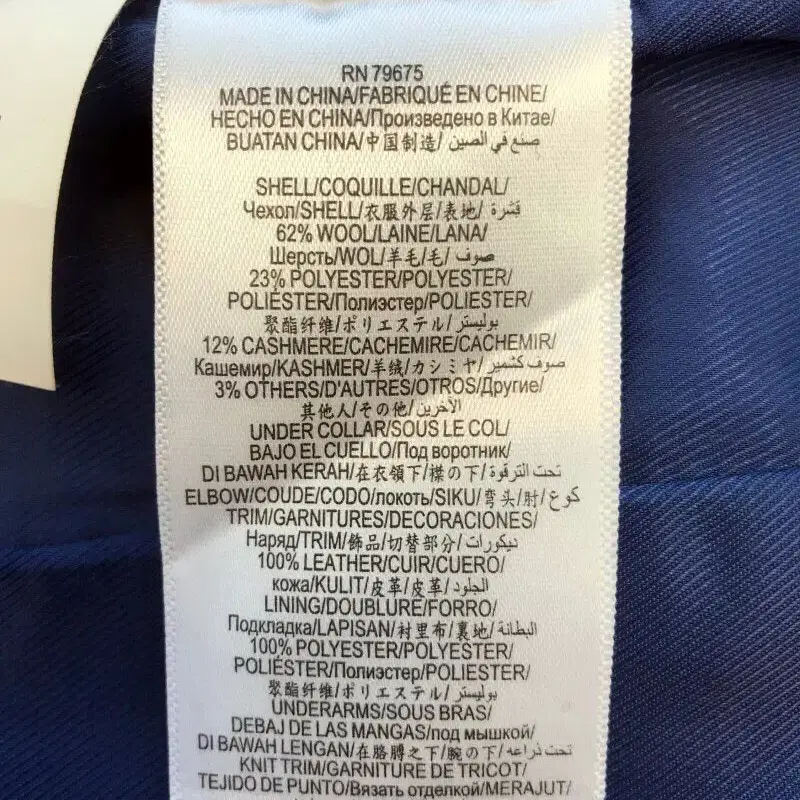 RN 79675
MADE IN CHINA/FABRIQUÉ EN CHINE/
HECHO EN CHINA/Произведено в Китае/
BUATAN CHINA/中国制造/ صنع في الصين
SHELL/COQUILLE/CHANDAL/
Чехол/SHELL/衣服外层/表地/ قشرة
62% WOOL/LAINE/LANA/
Шерсть/WOL/羊毛/毛/ صوف
23% POLYESTER/POLYESTER/
POLIÉSTER/Полиэстер/POLIESTER/
聚酯纤维/ポリエステル/ بوليستر
12% CASHMERE/CACHEMIRE/CACHEMIR/
Кашемир/KASHMER/羊绒/カシミヤ/ صوف كشمير
3% OTHERS/D'AUTRES/OTROS/Другие/
其他人/その他/ الآخرين
UNDER COLLAR/SOUS LE COL/
BAJO EL CUELLO/Под воротник/
DI BAWAH KERAH/在衣领下/襟の下/ تحت الترقوة
ELBOW/COUDE/CODO/локоть/SIKU/弯头/肘/ كوع
TRIM/GARNITURES/DECORACIONES/
Наряд/TRIM/飾品/切替部分/ ديكورات
100% LEATHER/CUIR/CUERO/
кожа/KULIT/皮革/皮革/ الجلود
LINING/DOUBLURE/FORRO/
Подкладка/LAPISAN/衬里布/裏地/ البطانة
100% POLYESTER/POLYESTER/
POLIÉSTER/Полиэстер/POLIESTER/
聚酯纤维/ポリエステル/ بوليستر
UNDERARMS/SOUS BRAS/
DEBAJ DE LAS MANGAS/под мышкой/
DI BAWAH LENGAN/在胳膊之下/腕の下/ تحت ذراعه
KNIT TRIM/GARNITURE DE TRICOT/
TEJIDO DE PUNTO/Вязать отделкой/MERAJUT/